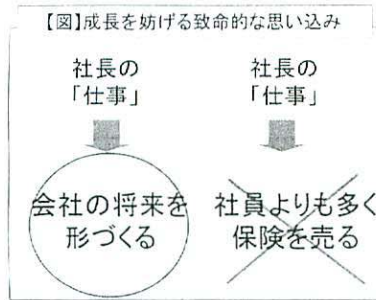 【図】成長を妨げる致命的な思い込み
社長の
「仕事」
会社の将来を
形づくる
社長の
「仕事」
社員よりも多く
保険を売る